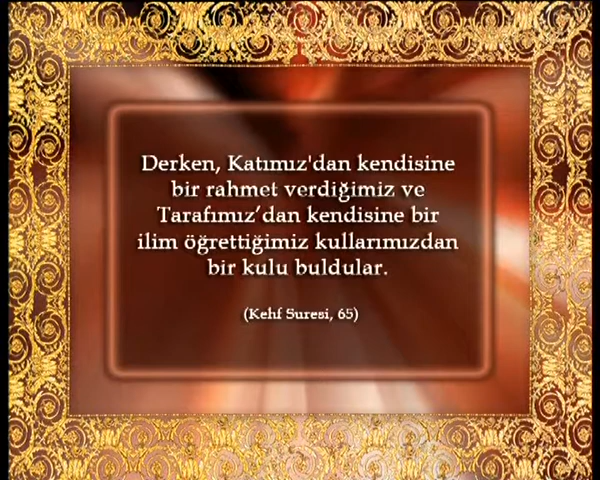 Derken, Katımız'dan kendisine
bir rahmet verdiğimiz ve
Tarafımız’dan kendisine bir
ilim öğrettiğimiz kullarımızdan
bir kulu buldular.
(Kehf Suresi, 65)